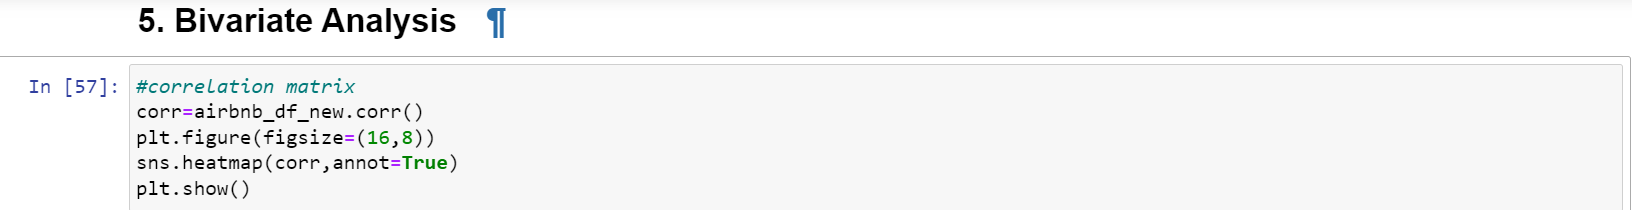 5. Bivariate Analysis ¶
In [57]: #correlation matrix
corr=airbnb_df_new.corr()
plt.figure(figsize=(16,8))
sns.heatmap(corr,annot=True)
plt.show()